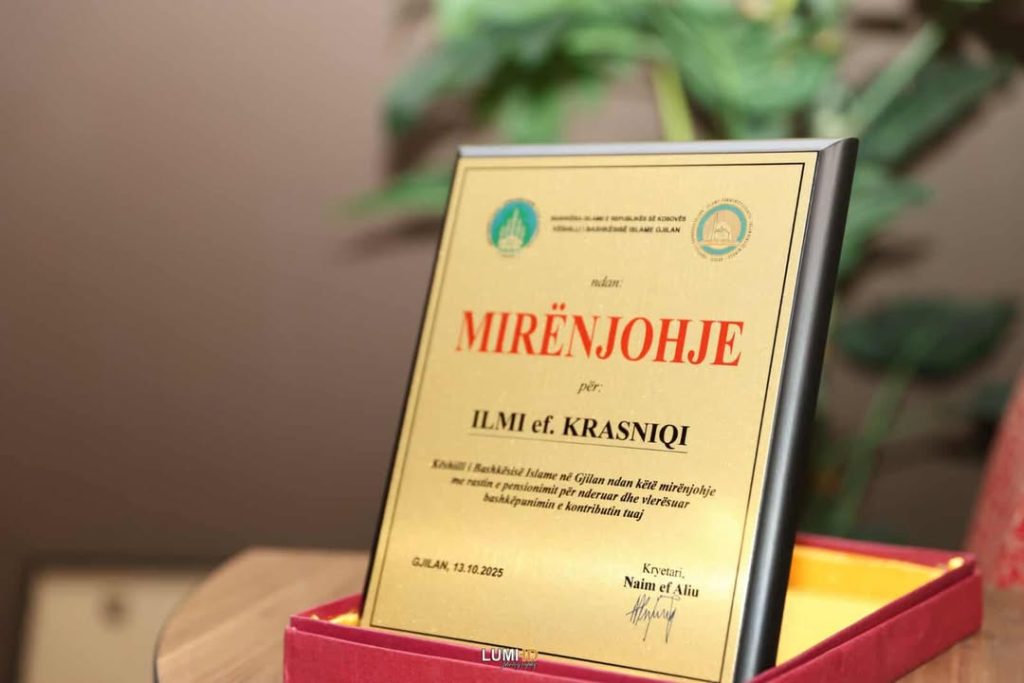 BASHKËSIA ISLAME E REPUBLIKËS SË KOSOVËS
KËSHILLI I BASHKËSISË ISLAME GJILAN
ndan:
MIRËNJOHJE
për:
ILMI ef. KRASNIQI
Këshilli i Bashkësisë Islame në Gjilan ndan këtë mirënjohje
me rastin e pensionimit për nderuar dhe vlerësuar
bashkëpunimin e kontributin tuaj
GJILAN, 13.10.2025
Kryetari,
Naim ef Aliu
LUMI